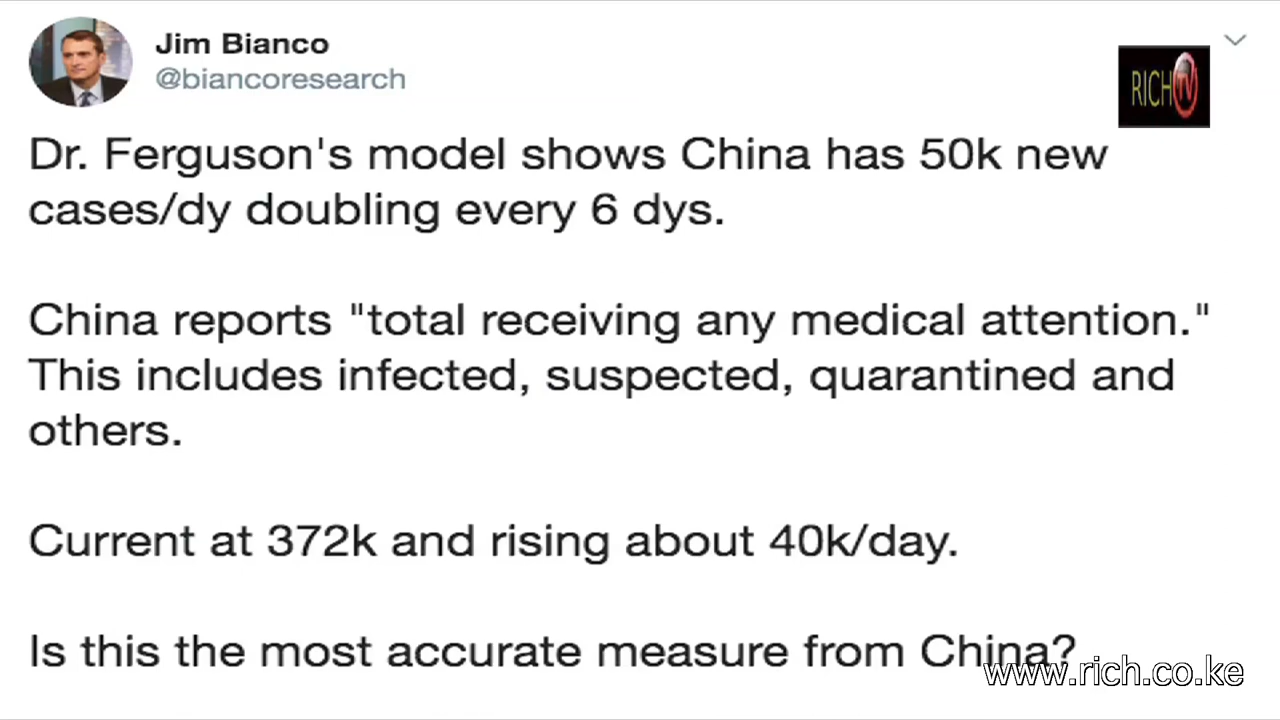 Jim Bianco
@biancoresearch
RICH TV
Dr. Ferguson's model shows China has 50k new
cases/dy doubling every 6 dys.
China reports "total receiving any medical attention."
This includes infected, suspected, quarantined and
others.
Current at 372k and rising about 40k/day.
Is this the most accurate measure from China?
www.rich.co.ke